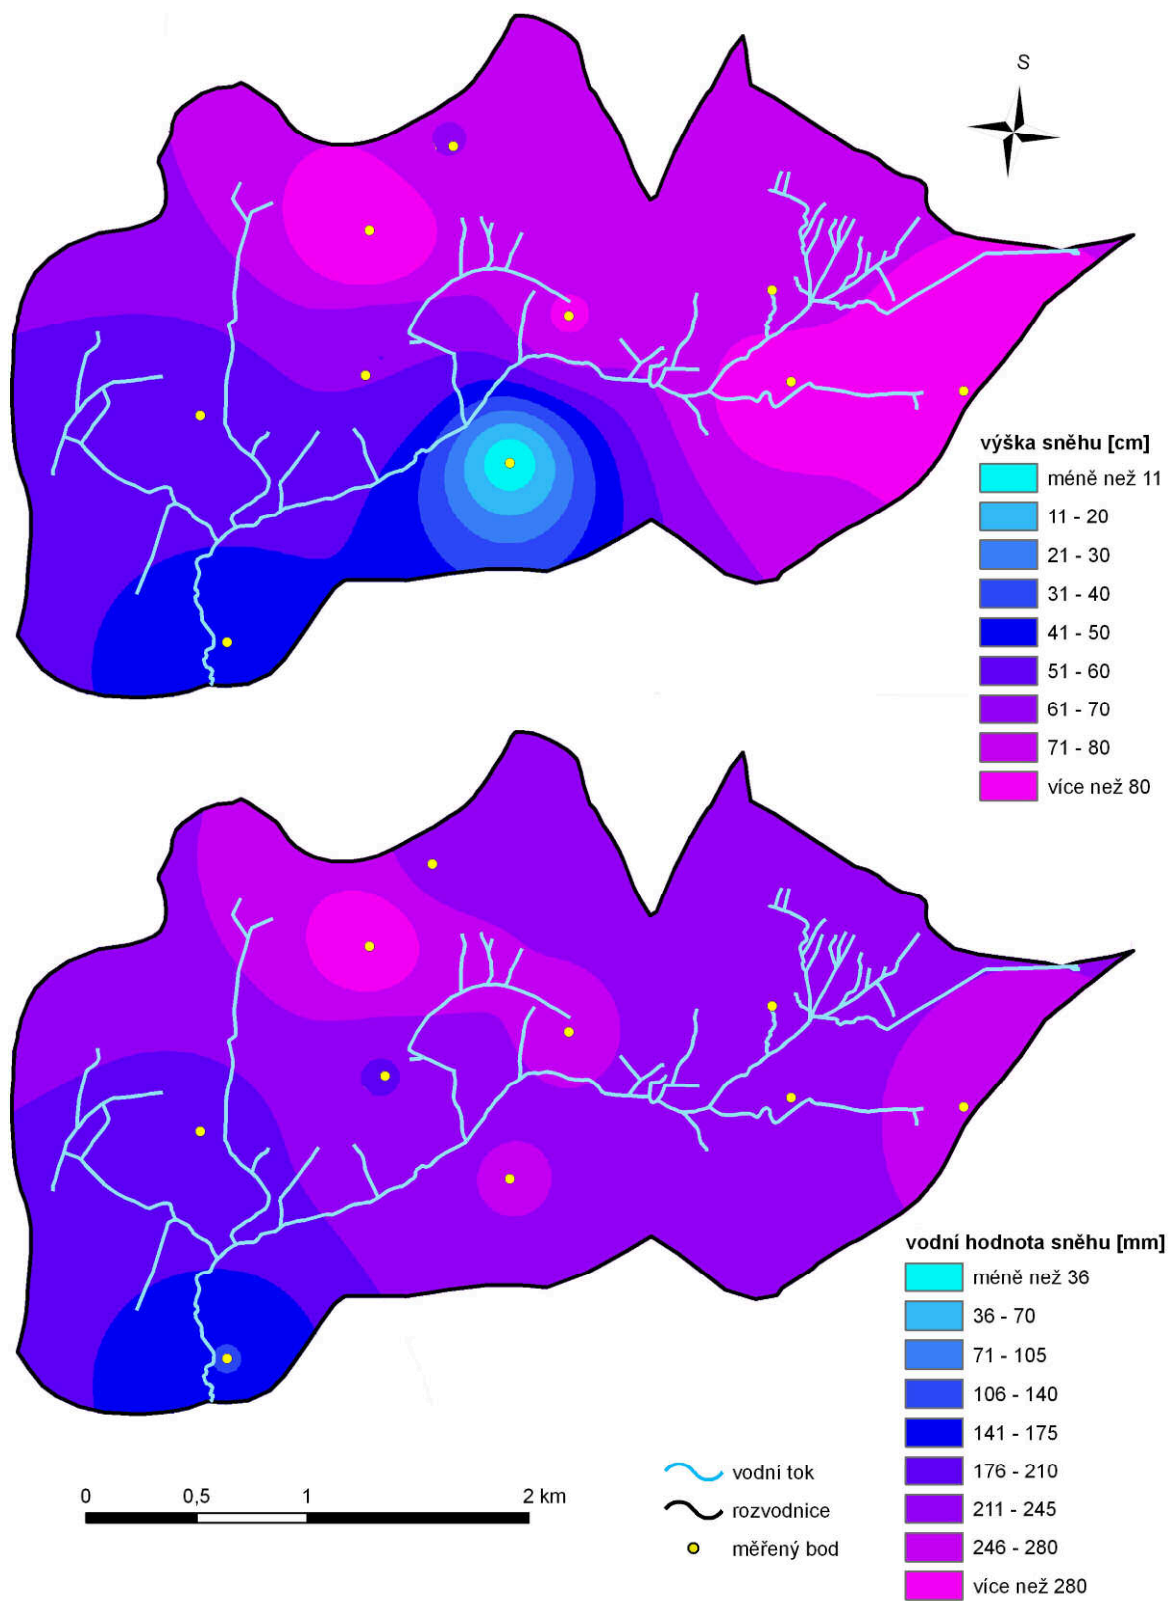 S
výška sněhu [cm]
méně než 11
11 - 20
21 - 30
31 - 40
41 - 50
51 - 60
61 - 70
71 - 80
více než 80
vodní hodnota sněhu [mm]
méně než 36
36 - 70
71 - 105
106 - 140
141 - 175
176 - 210
211 - 245
246 - 280
více než 280
vodní tok
rozvodnice
měřený bod
0 0,5 1 2 km